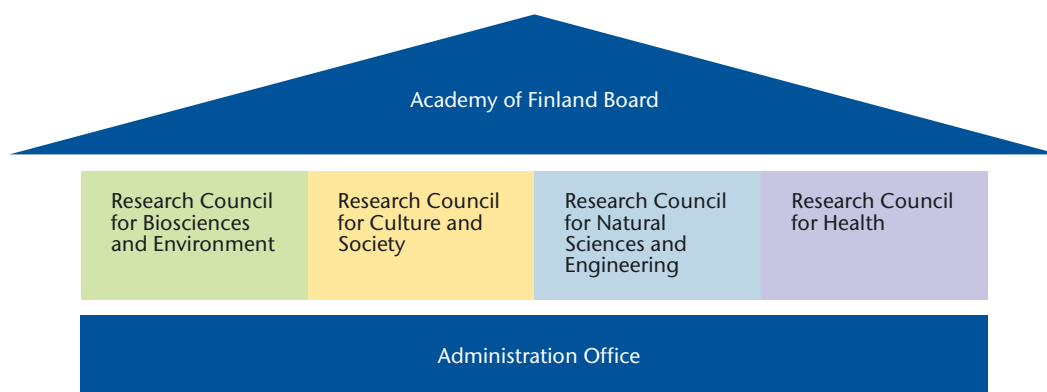 Academy of Finland Board
Research Council
for Biosciences
and Environment
Research Council
for Culture and
Society
Research Council
for Natural
Sciences and
Engineering
Research Council
for Health
Administration Office